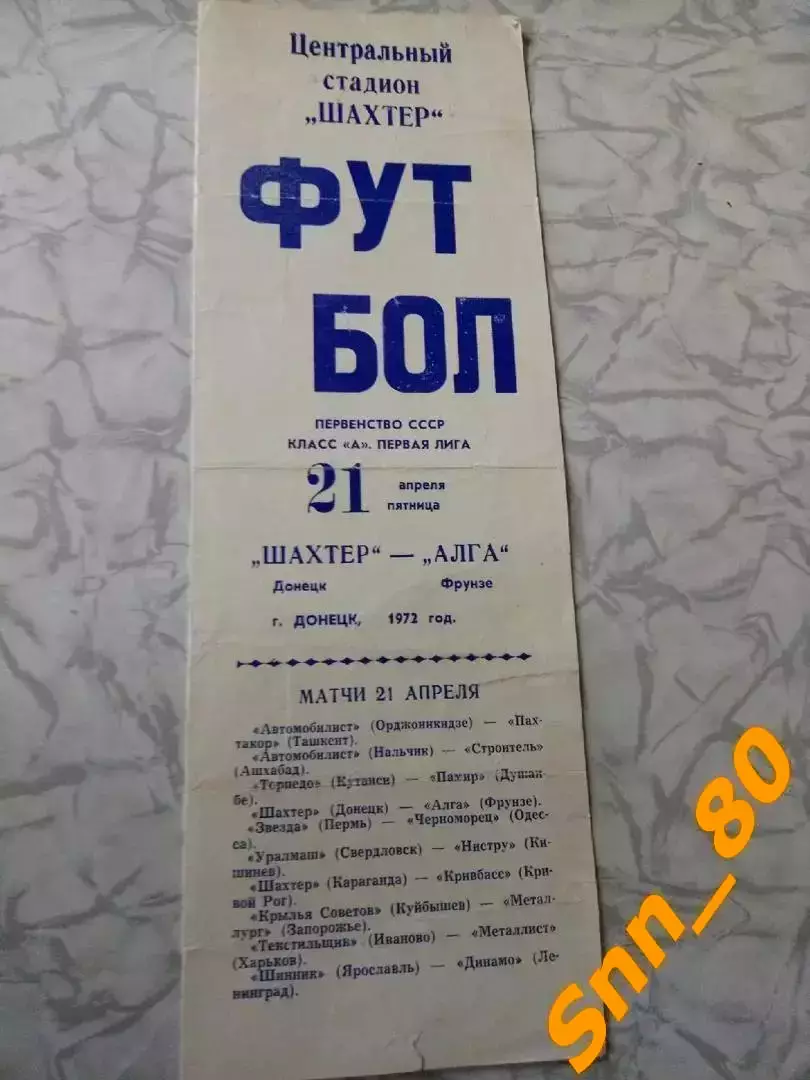 Центральный
стадион
„ШАХТЕР“
ФУТ
БОЛ
ПЕРВЕНСТВО СССР
КЛАСС «А». ПЕРВАЯ ЛИГА
21 апреля
пятница
„ШАХТЕР“ — „АЛГА“
Донецк Фрунзе
г. ДОНЕЦК, 1972 год.
МАТЧИ 21 АПРЕЛЯ
«Автомобилист» (Орджоникидзе) — «Пах-
такор» (Ташкент).
«Автомобилист» (Нальчик) — «Строитель»
(Ашхабад).
«Торпедо» (Кутаиси) — «Памир» (Душан-
бе).
«Шахтер» (Донецк) — «Алга» (Фрунзе).
«Звезда» (Пермь) — «Черноморец» (Одес-
са).
«Уралмаш» (Свердловск) — «Нистру» (Ки-
шинев).
«Шахтер» (Караганда) — «Кривбасс» (Кри-
вой Рог).
«Крылья Советов» (Куйбышев) — «Метал-
лург» (Запорожье).
«Текстильщик» (Иваново) — «Металлист»
(Харьков).
«Шинник» (Ярославль) — «Динамо» (Ле-
нинград).
Snn_80